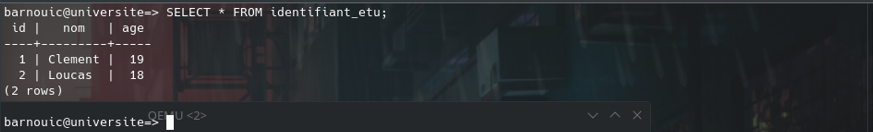 barnouic@universite=> SELECT * FROM identifiant_etu;
 id |   nom   | age
----+---------+-----
  1 | Clement |  19
  2 | Loucas  |  18
(2 rows)
QEMU <2>
barnouic@universite=>